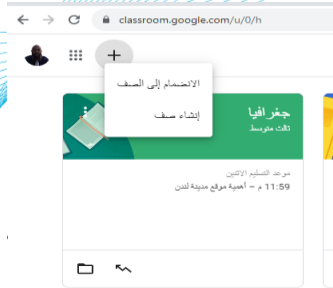 classroom.google.com/u/0/h
الانضمام إلى الصف
إنشاء صف
جغرافيا
ثالث متوسط
موعد التسليم الاثنين
11:59 م – أهمية موقع مدينة لندن